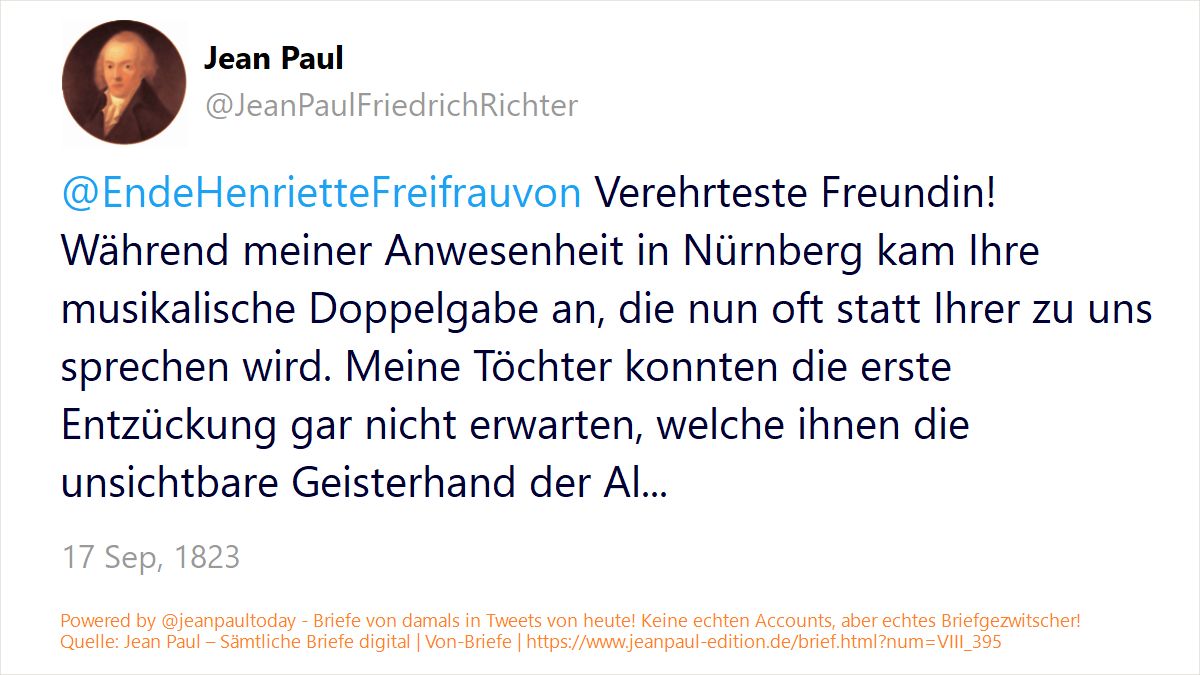 Jean Paul
@JeanPaulFriedrichRichter
@EndeHenrietteFreifrauvon Verehrteste Freundin!
Während meiner Anwesenheit in Nürnberg kam Ihre
musikalische Doppelgabe an, die nun oft statt Ihrer zu uns
sprechen wird. Meine Töchter konnten die erste
Entzückung gar nicht erwarten, welche ihnen die
unsichtbare Geisterhand der Al...
17 Sep, 1823
Powered by @jeanpaultoday - Briefe von damals in Tweets von heute! Keine echten Accounts, aber echtes Briefgezwitscher!
Quelle: Jean Paul – Sämtliche Briefe digital | Von-Briefe | https://www.jeanpaul-edition.de/brief.html?num=VIII_395